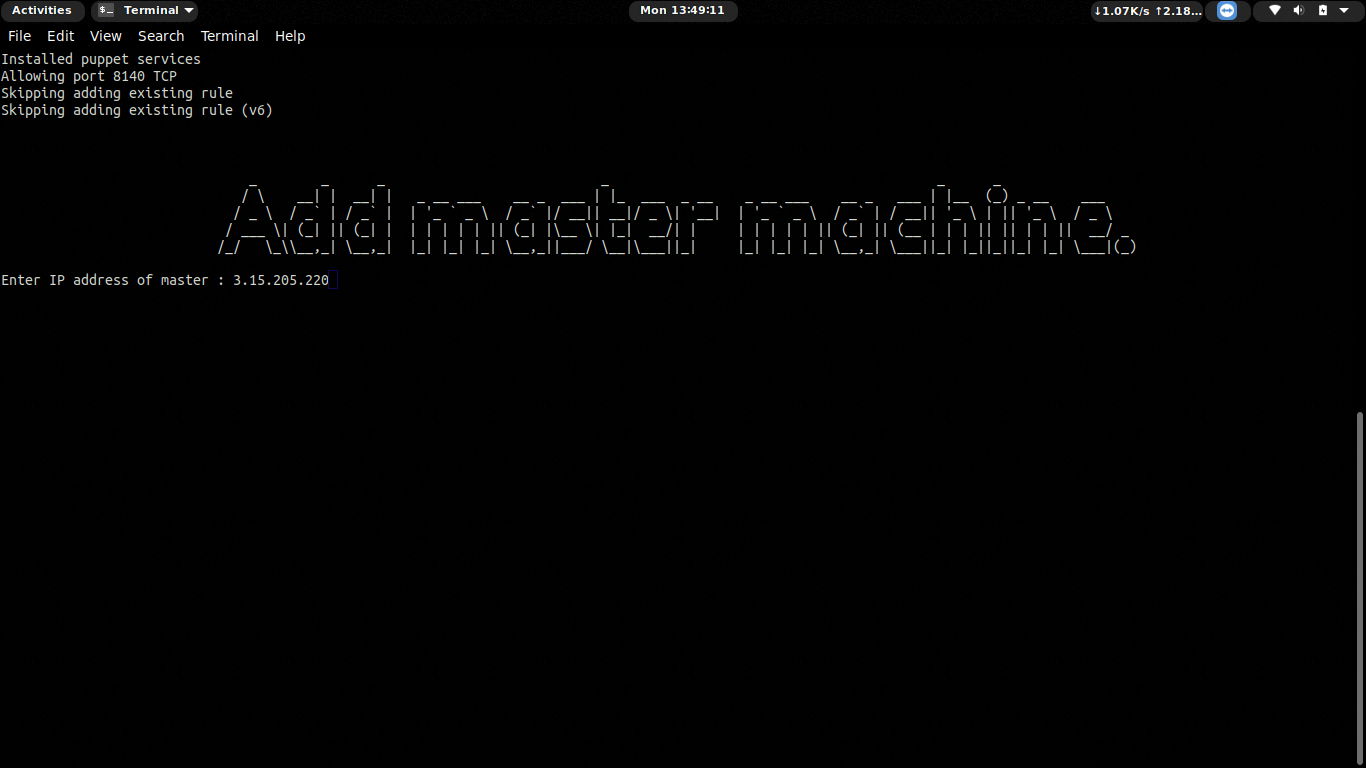 Activities
Terminal
Mon 13:49:11
↓1.07K/s ↑2.18...
File Edit View Search Terminal Help
Installed puppet services
Allowing port 8140 TCP
Skipping adding existing rule
Skipping adding existing rule (v6)
Add master machine.
Enter IP address of master : 3.15.205.220